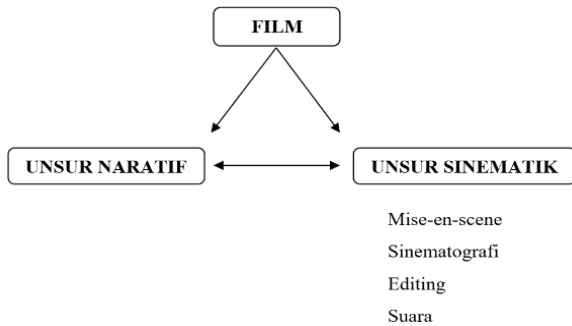 FILM
UNSUR NARATIF
UNSUR SINEMATIK
Mise-en-scene
Sinematografi
Editing
Suara